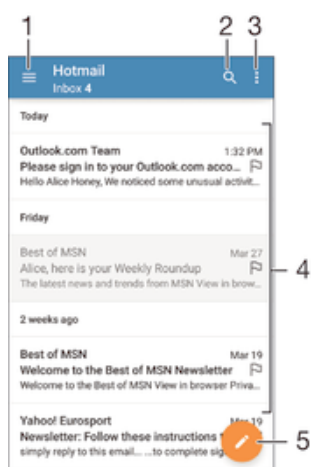 1 2 3
Hotmail
Inbox 4
Today
Outlook.com Team 1:32 PM
Please sign in to your Outlook.com acco...
Hello Alice Honey, We noticed some unusual activit...
Friday
Best of MSN Mar 27
Alice, here is your Weekly Roundup
The latest news and trends from MSN View in brow...
4
2 weeks ago
Best of MSN Mar 19
Welcome to the Best of MSN Newsletter
Welcome to the Best of MSN View in browser Priva...
Yahoo! Eurosport Mar 19
Newsletter: Follow these instructions
5
simply reply to this email... ...to complete